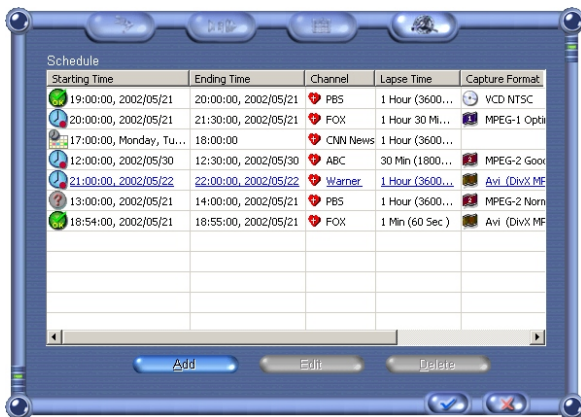 Schedule
Starting Time Ending Time Channel Lapse Time Capture Format
OK 19:00:00, 2002/05/21 20:00:00, 2002/05/21 PBS 1 Hour (3600... VCD NTSC
20:00:00, 2002/05/21 21:30:00, 2002/05/21 FOX 1 Hour 30 Mi... 1 MPEG-1 Opti
17:00:00, Monday, Tu... 18:00:00 CNN News 1 Hour (3600...
12:00:00, 2002/05/30 12:30:00, 2002/05/30 ABC 30 Min (1800... 2 MPEG-2 Good
21:00:00, 2002/05/22 22:00:00, 2002/05/22 Warner 1 Hour (3600... Avi (DivX MP
? 13:00:00, 2002/05/21 14:00:00, 2002/05/21 PBS 1 Hour (3600... 2 MPEG-2 Norn
OK 18:54:00, 2002/05/21 18:55:00, 2002/05/21 FOX 1 Min (60 Sec ) Avi (DivX MP
Add Edit Delete